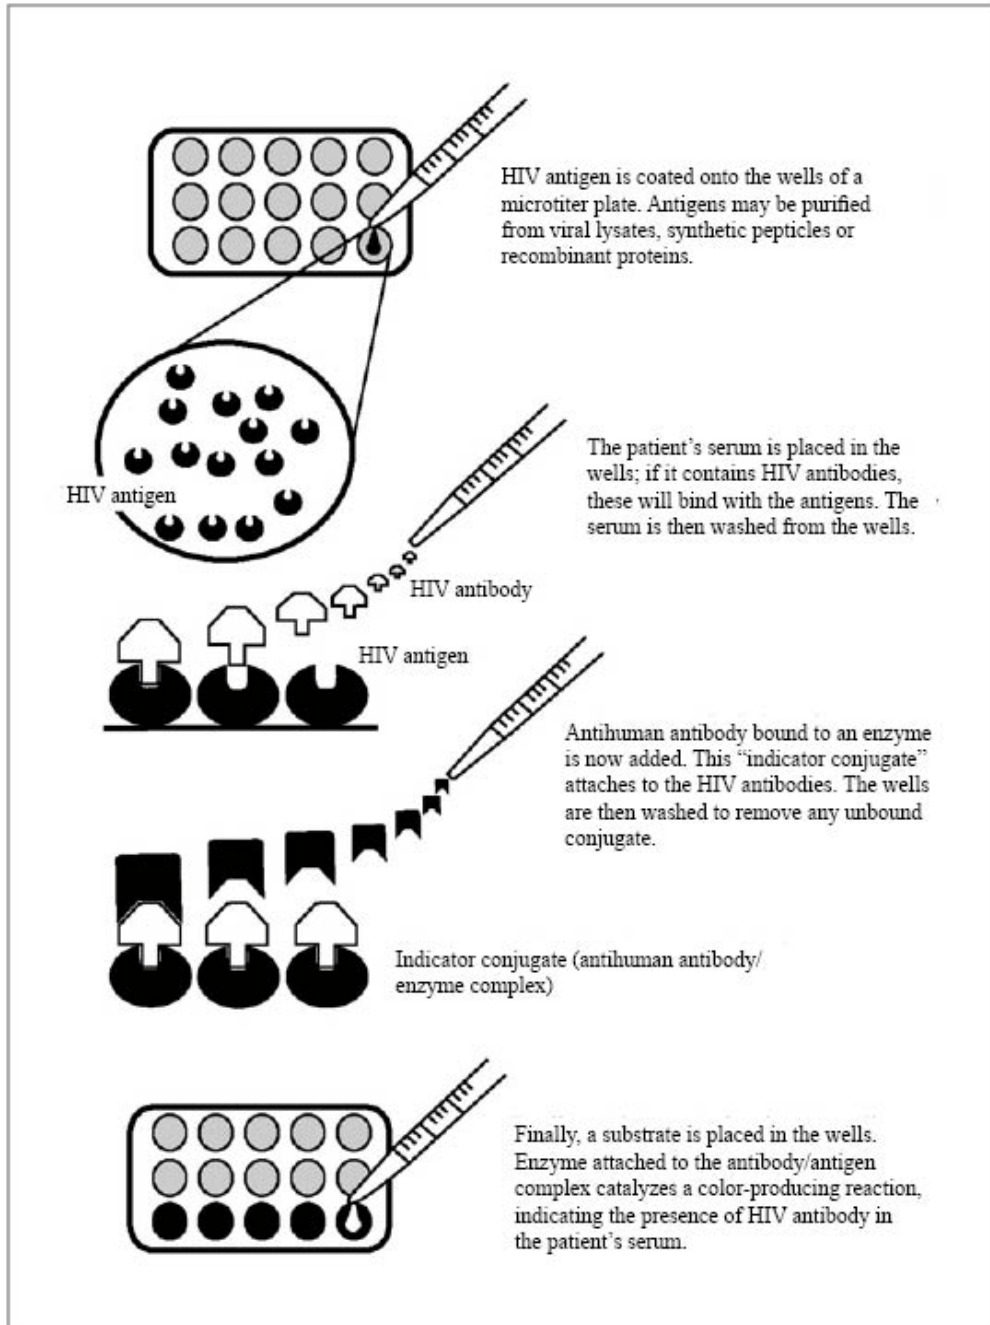 HIV antigen is coated onto the wells of a
microtiter plate. Antigens may be purified
from viral lysates, synthetic pepticles or
recombinant proteins.
HIV antigen
The patient’s serum is placed in the
wells; if it contains HIV antibodies,
these will bind with the antigens. The
serum is then washed from the wells.
HIV antibody
HIV antigen
Antihuman antibody bound to an enzyme
is now added. This “indicator conjugate”
attaches to the HIV antibodies. The wells
are then washed to remove any unbound
conjugate.
Indicator conjugate (antihuman antibody/
enzyme complex)
Finally, a substrate is placed in the wells.
Enzyme attached to the antibody/antigen
complex catalyzes a color-producing reaction,
indicating the presence of HIV antibody in
the patient’s serum.